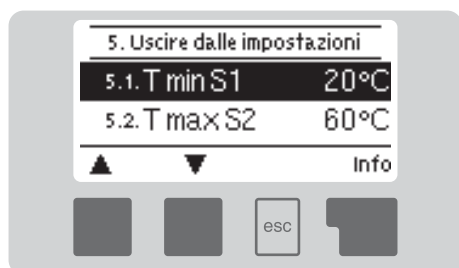 5. Uscire dalle impostazioni
5.1. T min S1 20°C
5.2. T max S2 60°C
▲ ▼ Info
esc